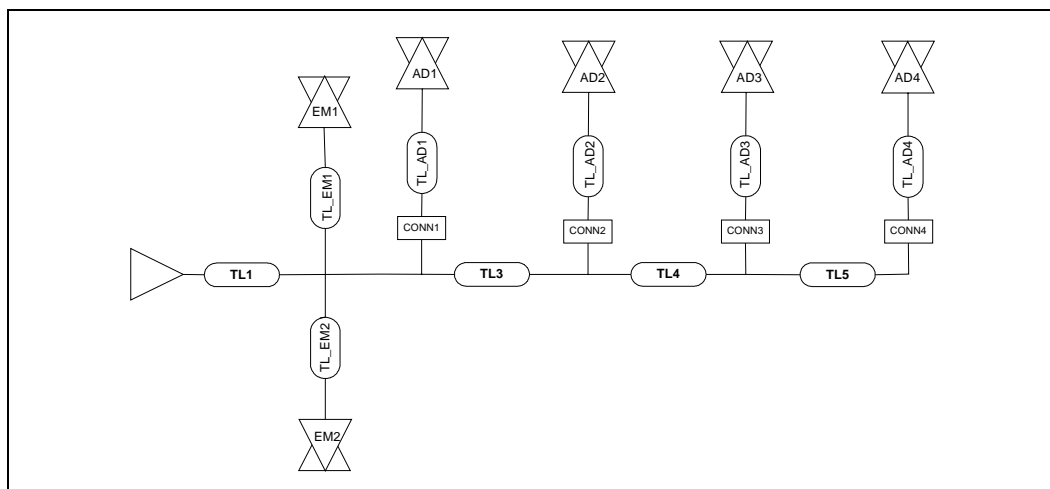 AD1
AD2
AD3
AD4
EM1
TL_AD1
TL_AD2
TL_AD3
TL_AD4
TL_EM1
CONN1
CONN2
CONN3
CONN4
TL1
TL3
TL4
TL5
TL_EM2
EM2